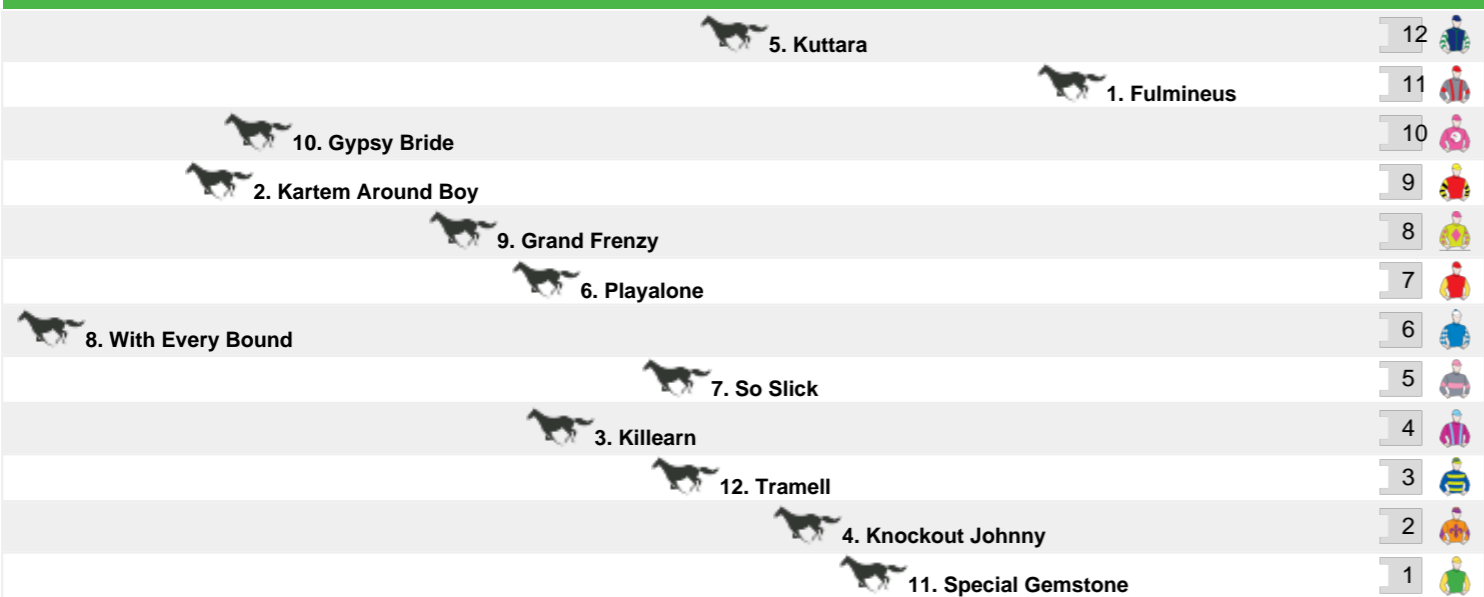 5. Kuttara 12
1. Fulmineus 11
10. Gypsy Bride 10
2. Kartem Around Boy 9
9. Grand Frenzy 8
6. Playalone 7
8. With Every Bound 6
7. So Slick 5
3. Killearn 4
12. Tramell 3
4. Knockout Johnny 2
11. Special Gemstone 1